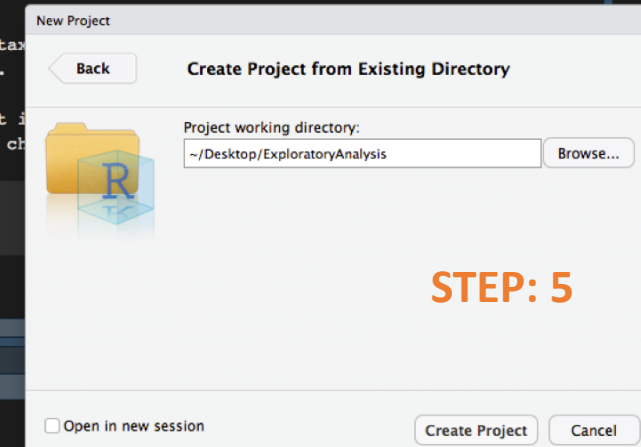 New Project
Back
Create Project from Existing Directory
Project working directory:
~/Desktop/ExploratoryAnalysis
Browse...
R
STEP: 5
Open in new session
Create Project
Cancel